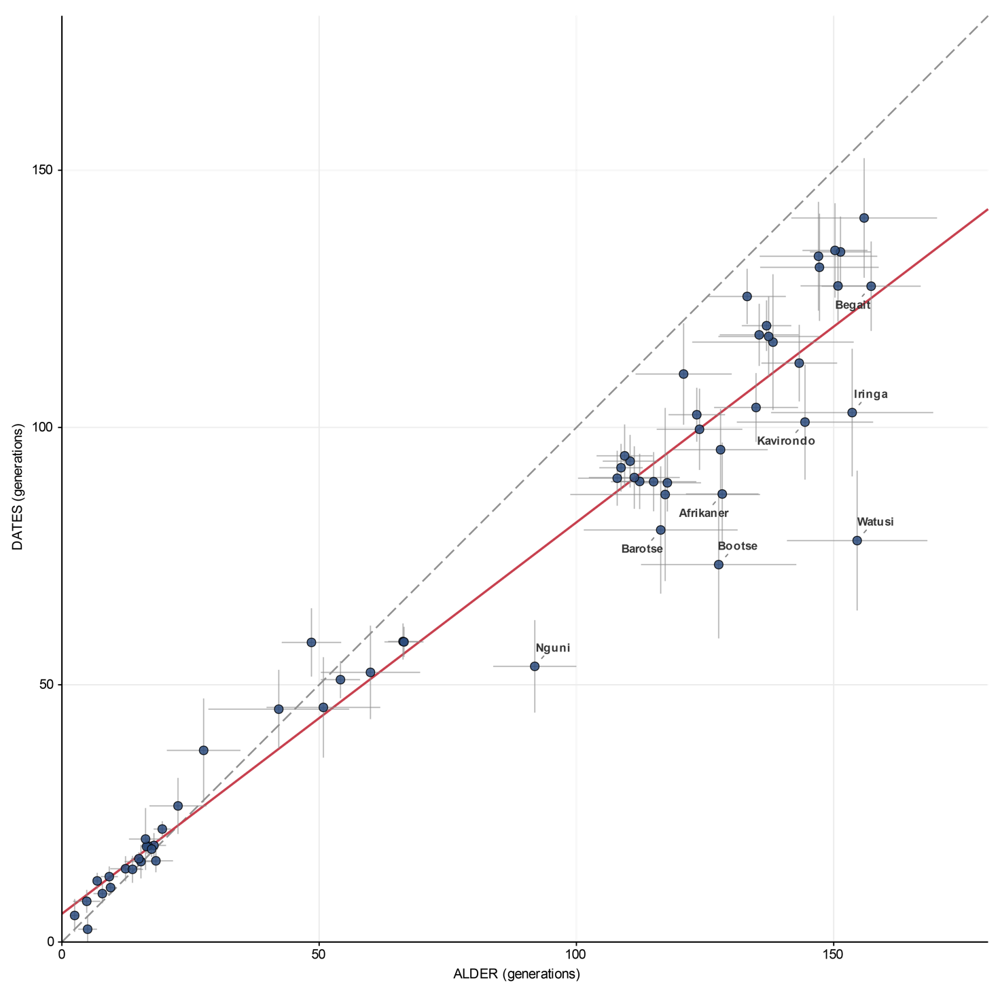 150
Begait
Iringa
100
Kavirondo
Afrikaner
Watusi
Barotse
Bootse
Nguni
50
0
0
50
100
150
ALDER (generations)
DATES (generations)